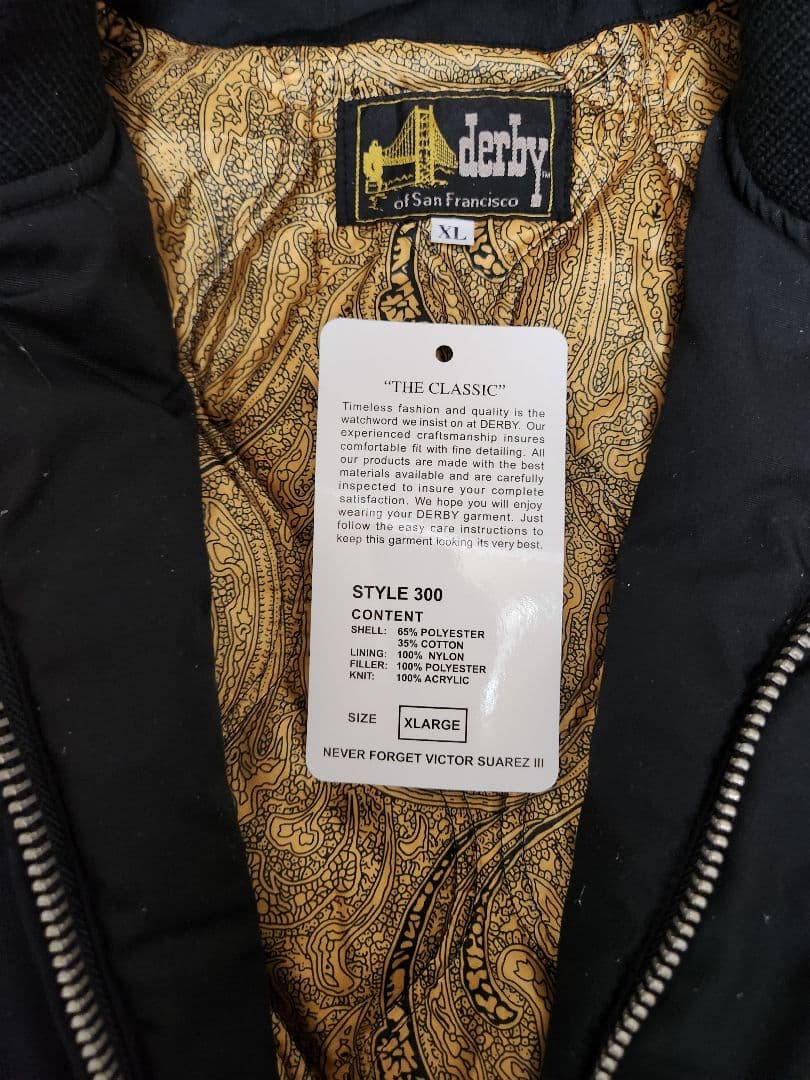 derby TM
of San Francisco
XL
“THE CLASSIC”
Timeless fashion and quality is the
watchword we insist on at DERBY. Our
experienced craftsmanship insures
comfortable fit with fine detailing. All
our products are made with the best
materials available and are carefully
inspected to insure your complete
satisfaction. We hope you will enjoy
wearing your DERBY garment. Just
follow the easy care instructions to
keep this garment looking its very best.
STYLE 300
CONTENT
SHELL: 65% POLYESTER
35% COTTON
LINING: 100% NYLON
FILLER: 100% POLYESTER
KNIT: 100% ACRYLIC
SIZE XLARGE
NEVER FORGET VICTOR SUAREZ III